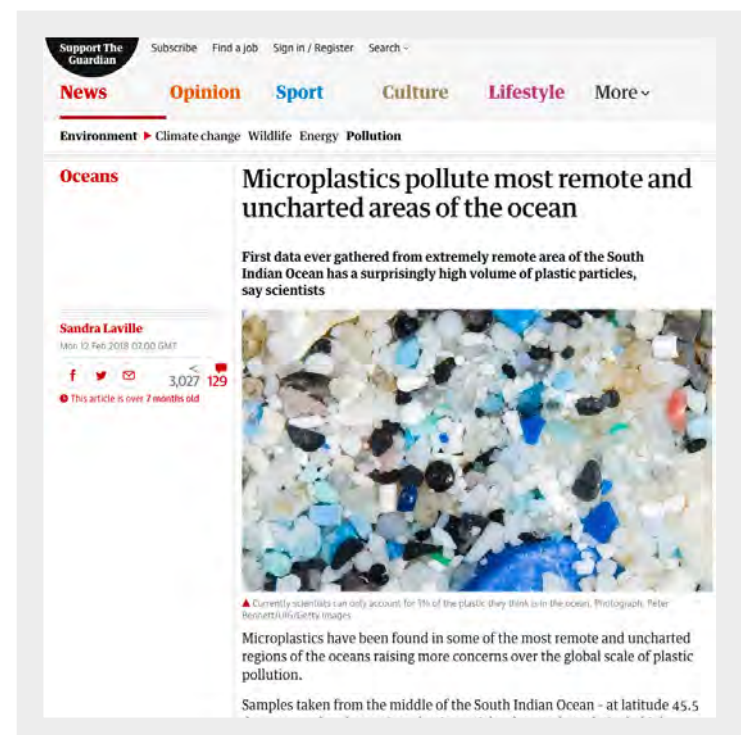 Support The
Guardian
Subscribe Find a job Sign in / Register Search
News Opinion Sport Culture Lifestyle More
Environment Climate change Wildlife Energy Pollution
Oceans
Microplastics pollute most remote and
uncharted areas of the ocean
First data ever gathered from extremely remote area of the South
Indian Ocean has a surprisingly high volume of plastic particles,
say scientists
Sandra Laville
Mon 12 Feb 2018 07.00 GMT
3,027 129
This article is over 7 months old
Currently scientists can only account for 1% of the plastic they think is in the ocean. Photograph: Peter
Bennett/UIG/Getty Images
Microplastics have been found in some of the most remote and uncharted
regions of the oceans raising more concerns over the global scale of plastic
pollution.
Samples taken from the middle of the South Indian Ocean - at latitude 45.5